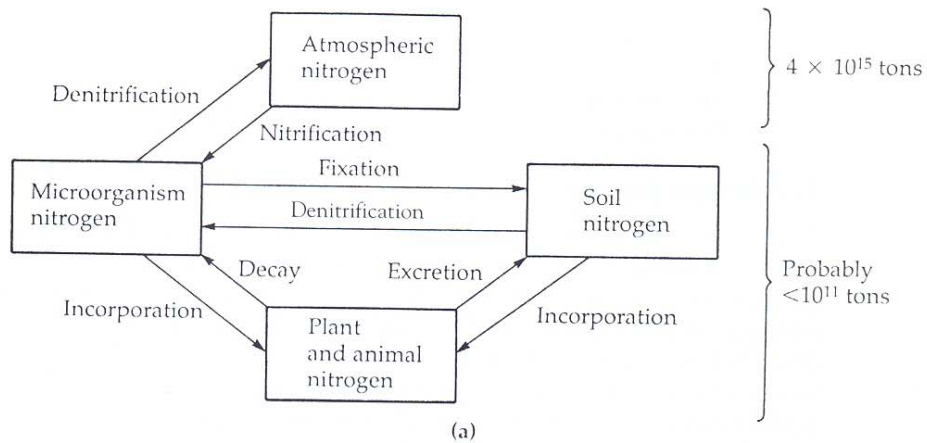 Atmospheric
nitrogen
4 × 10¹⁵ tons
Denitrification
Nitrification
Fixation
Microorganism
nitrogen
Soil
nitrogen
Denitrification
Decay
Excretion
Probably
<10¹¹ tons
Incorporation
Incorporation
Plant
and animal
nitrogen
(a)